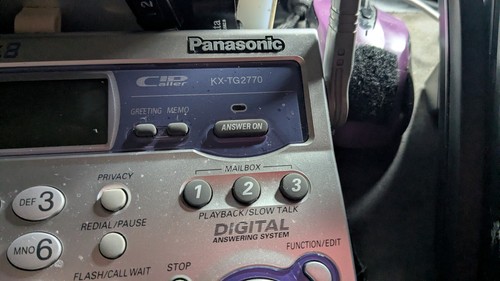 Panasonic
Caller ID
KX-TG2770
GREETING MEMO
ANSWER ON
MAILBOX
1 2 3
PLAYBACK/SLOW TALK
DiGiTAL
ANSWERING SYSTEM
FUNCTION/EDIT
PRIVACY
DEF 3
REDIAL/PAUSE
MNO 6
FLASH/CALL WAIT
STOP